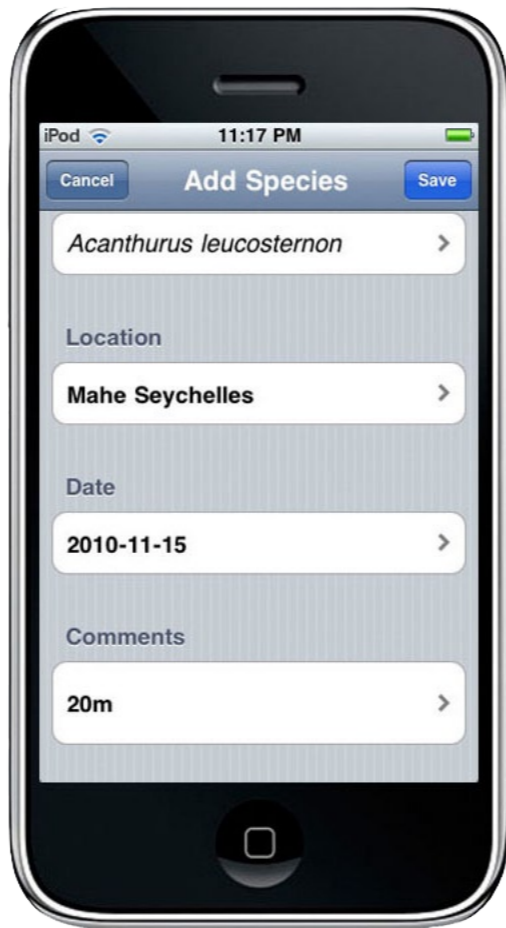 iPod 11:17 PM
Cancel Add Species Save
Acanthurus leucosternon
Location
Mahe Seychelles
Date
2010-11-15
Comments
20m